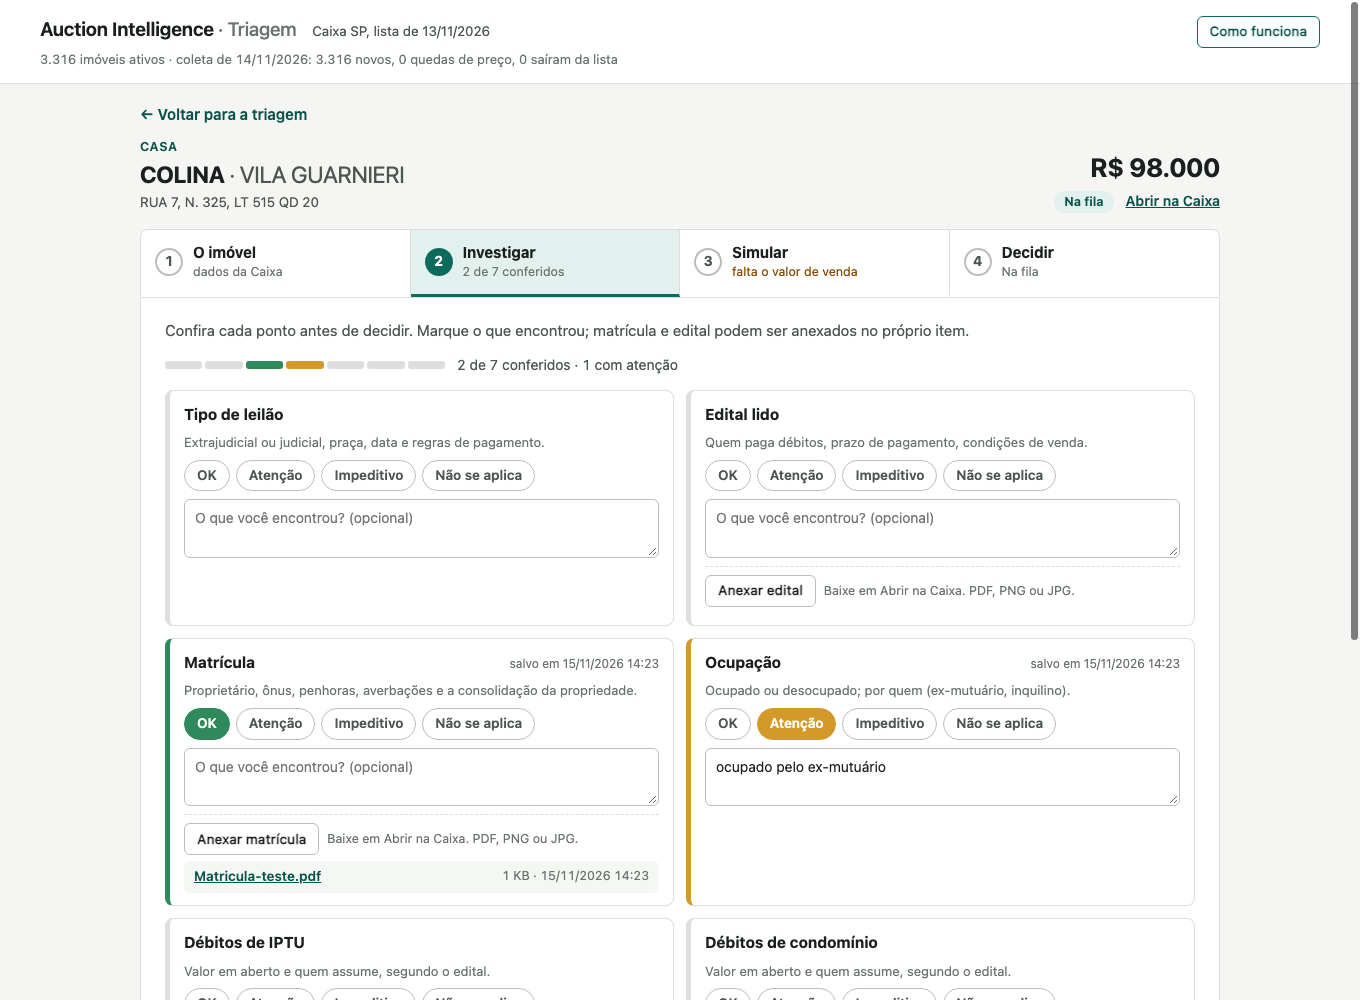 Auction Intelligence · Triagem Caixa SP, lista de 13/11/2026
Como funciona
3.316 imóveis ativos · coleta de 14/11/2026: 3.316 novos, 0 quedas de preço, 0 saíram da lista
← Voltar para a triagem
CASA
COLINA · VILA GUARNIERI
RUA 7, N. 325, LT 515 QD 20
R$ 98.000
Na fila Abrir na Caixa
1 O imóvel
dados da Caixa
2 Investigar
2 de 7 conferidos
3 Simular
falta o valor de venda
4 Decidir
Na fila
Confira cada ponto antes de decidir. Marque o que encontrou; matrícula e edital podem ser anexados no próprio item.
2 de 7 conferidos · 1 com atenção
Tipo de leilão
Extrajudicial ou judicial, praça, data e regras de pagamento.
OK Atenção Impeditivo Não se aplica
O que você encontrou? (opcional)
Edital lido
Quem paga débitos, prazo de pagamento, condições de venda.
OK Atenção Impeditivo Não se aplica
O que você encontrou? (opcional)
Anexar edital Baixe em Abrir na Caixa. PDF, PNG ou JPG.
Matrícula salvo em 15/11/2026 14:23
Proprietário, ônus, penhoras, averbações e a consolidação da propriedade.
OK Atenção Impeditivo Não se aplica
O que você encontrou? (opcional)
Anexar matrícula Baixe em Abrir na Caixa. PDF, PNG ou JPG.
Matricula-teste.pdf 1 KB · 15/11/2026 14:23
Ocupação salvo em 15/11/2026 14:23
Ocupado ou desocupado; por quem (ex-mutuário, inquilino).
OK Atenção Impeditivo Não se aplica
ocupado pelo ex-mutuário
Débitos de IPTU
Valor em aberto e quem assume, segundo o edital.
OK Atenção Impeditivo Não se aplica
Débitos de condomínio
Valor em aberto e quem assume, segundo o edital.
OK Atenção Impeditivo Não se aplica